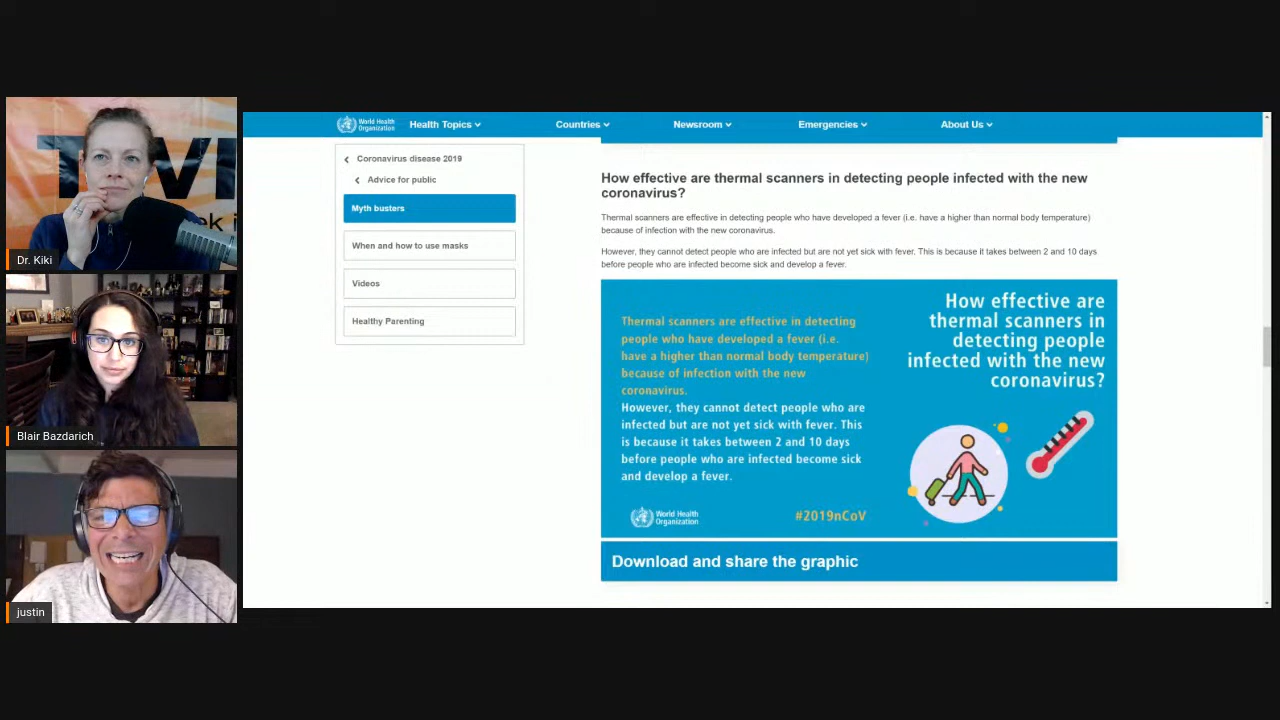 TWI
ek i
Dr. Kiki
Blair Bazdarich
justin
World Health
Organization
Health Topics
Countries
Newsroom
Emergencies
About Us
Coronavirus disease 2019
Advice for public
Myth busters
When and how to use masks
Videos
Healthy Parenting
How effective are thermal scanners in detecting people infected with the new
coronavirus?
Thermal scanners are effective in detecting people who have developed a fever (i.e. have a higher than normal body temperature)
because of infection with the new coronavirus.
However, they cannot detect people who are infected but are not yet sick with fever. This is because it takes between 2 and 10 days
before people who are infected become sick and develop a fever.
Thermal scanners are effective in detecting
people who have developed a fever (i.e.
have a higher than normal body temperature)
because of infection with the new
coronavirus.
However, they cannot detect people who are
infected but are not yet sick with fever. This
is because it takes between 2 and 10 days
before people who are infected become sick
and develop a fever.
World Health
Organization
#2019nCoV
How effective are
thermal scanners in
detecting people
infected with the new
coronavirus?
Download and share the graphic